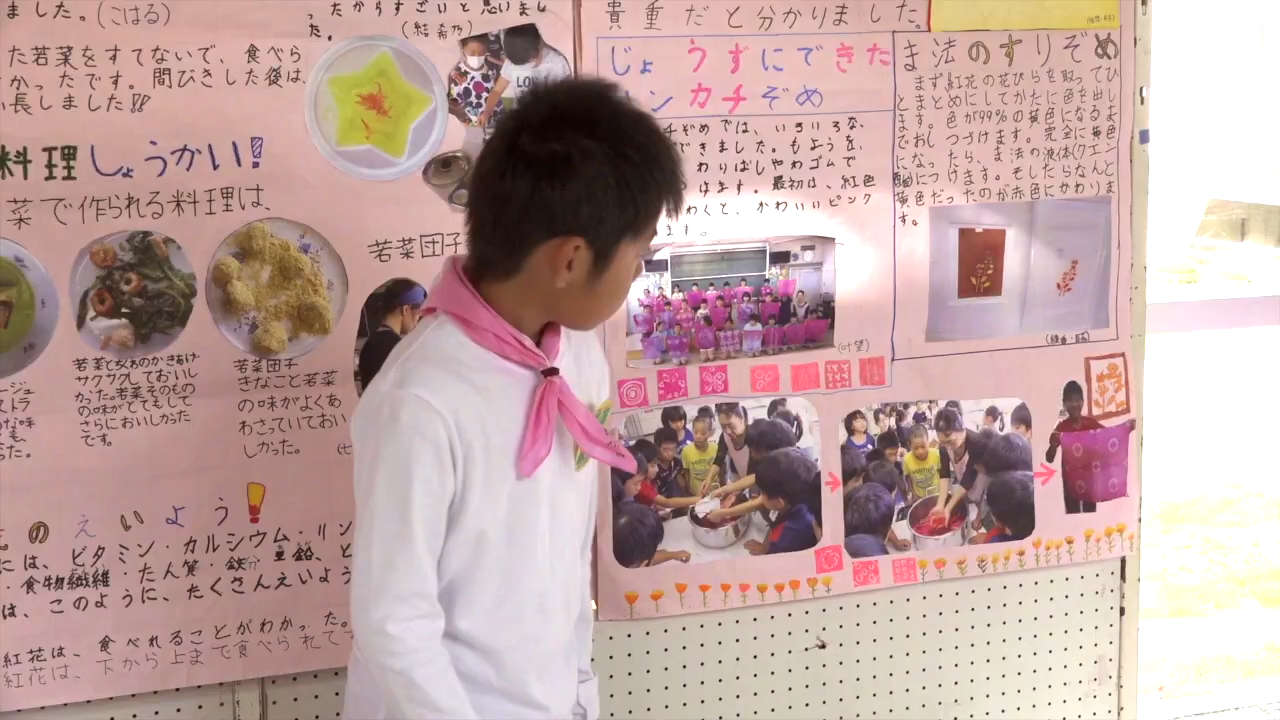 ました。(こはる)
た若菜をすてないで、食べら
かったです。間びきした後は、
長しました!!
料理しょうかい!
菜で作られる料理は、
若菜団子
若菜と玄米のかきあげ
サクサクしておいし
かった。若菜そのもの
の味がとてもして
さらにおいしかった
です。
若菜団子
きなこと若菜
の味がよくあ
わさっていておい
しかった。
のえいよう!
には、ビタミン・カルシウム・リン
・食物繊維・たん質・鉄分・亜鉛、と
は、このように、たくさんえいよう
紅花は、食べれることがわかった。
紅花は、下から上まで食べられて
たからすごいと思いまし
た。
(結希乃)
貴重だと分かりました。
じょうずにできた
ンカチぞめ
チぞめでは、いろいろな
できました。もようを、
わりばしやわゴムで
ます。最初は、紅色
わくと、かわいいピンク
ます。
(叶望)
ま法のすりぞめ
まず紅花の花びらを取ってひ
とまとめにしてかたに色を出し
ます。色が99%の黄色になるま
でおしつづけます。完全に黄色
になったら、ま法の液体(クエン
酸)につけます。そしたらなんと
黄色だったのが赤色にかわりま
す。